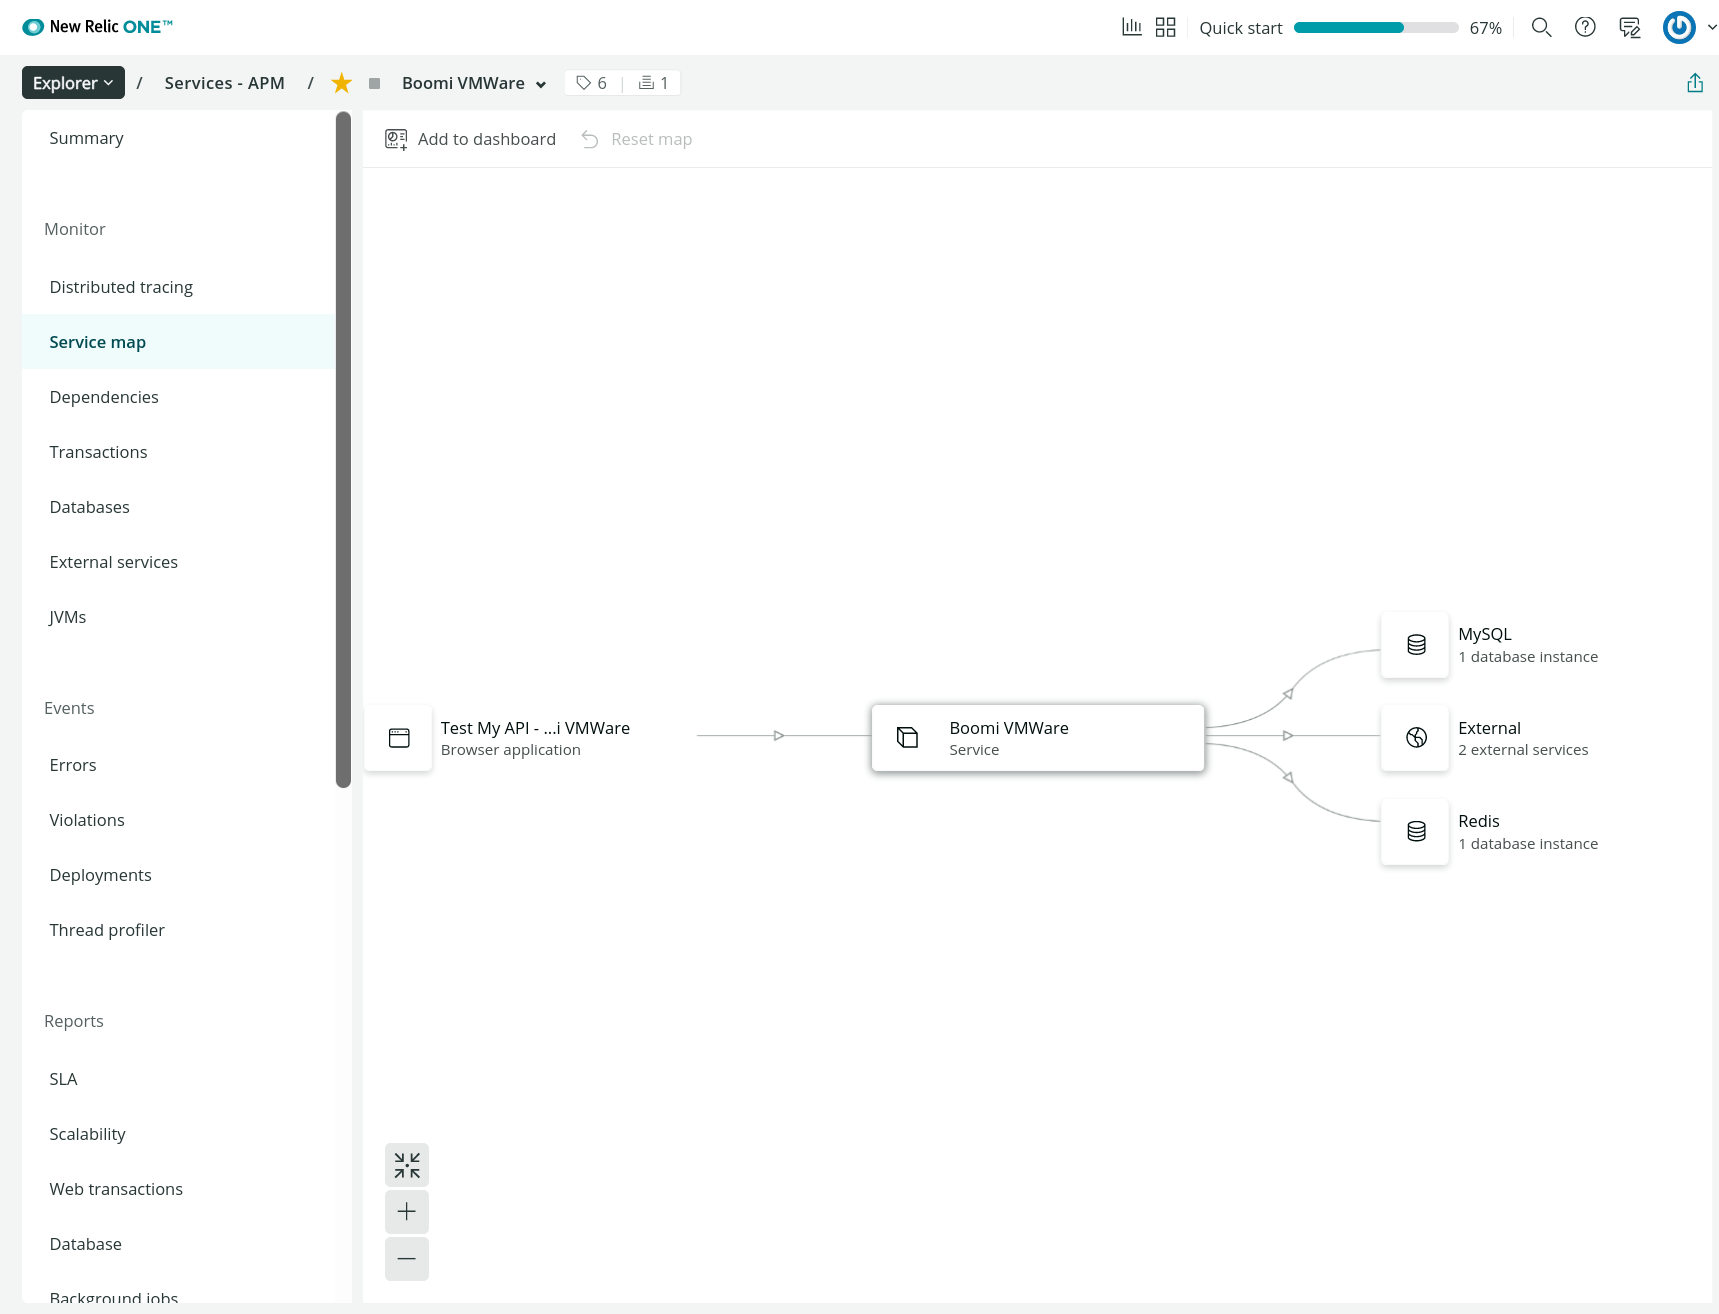 New Relic ONE™
Quick start 67%
Explorer / Services - APM / Boomi VMWare 6 | 1
Summary
Monitor
Distributed tracing
Service map
Dependencies
Transactions
Databases
External services
JVMs
Events
Errors
Violations
Deployments
Thread profiler
Reports
SLA
Scalability
Web transactions
Database
Background jobs
Add to dashboard
Reset map
Test My API - ...i VMWare
Browser application
Boomi VMWare
Service
MySQL
1 database instance
External
2 external services
Redis
1 database instance